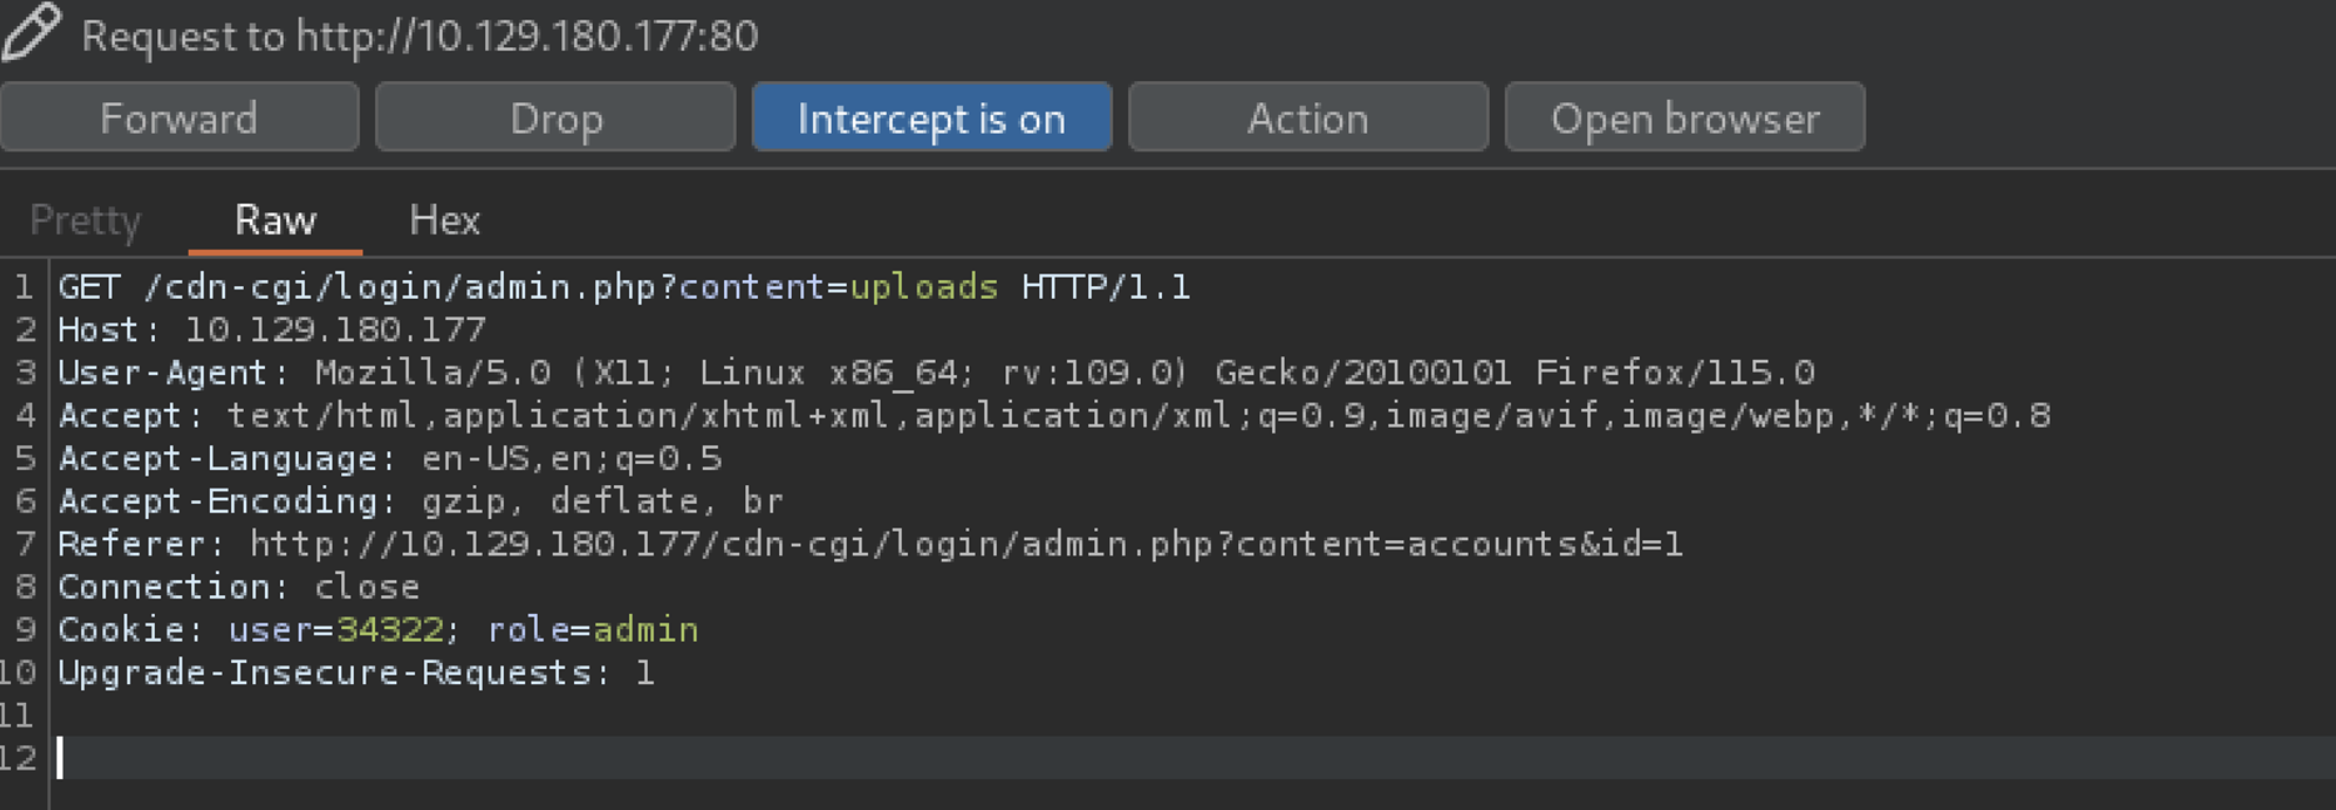 Request to http://10.129.180.177:80
Forward Drop Intercept is on Action Open browser
Pretty Raw Hex
1 GET /cdn-cgi/login/admin.php?content=uploads HTTP/1.1
2 Host: 10.129.180.177
3 User-Agent: Mozilla/5.0 (X11; Linux x86_64; rv:109.0) Gecko/20100101 Firefox/115.0
4 Accept: text/html,application/xhtml+xml,application/xml;q=0.9,image/avif,image/webp,*/*;q=0.8
5 Accept-Language: en-US,en;q=0.5
6 Accept-Encoding: gzip, deflate, br
7 Referer: http://10.129.180.177/cdn-cgi/login/admin.php?content=accounts&id=1
8 Connection: close
9 Cookie: user=34322; role=admin
10 Upgrade-Insecure-Requests: 1
11
12